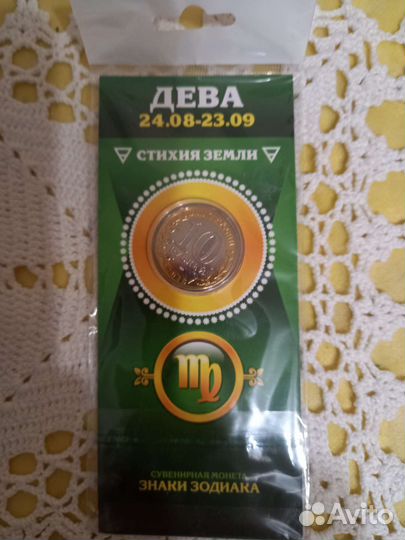 ДЕВА
24.08-23.09
СТИХИЯ ЗЕМЛИ
10
СУВЕНИРНАЯ МОНЕТА
ЗНАКИ ЗОДИАКА
Avito